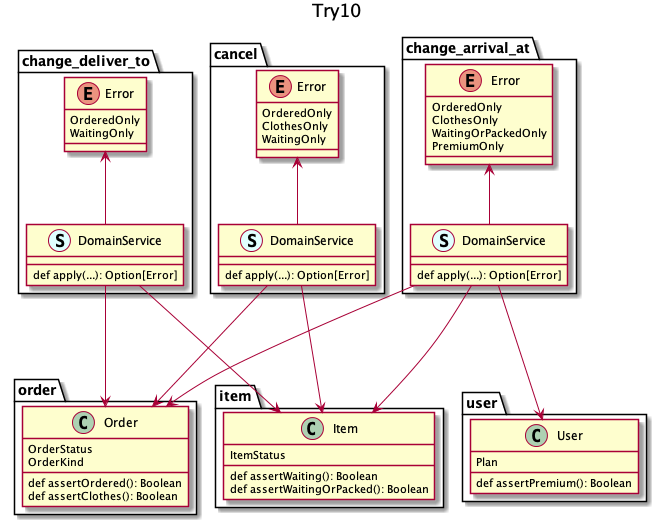 Try10
change_deliver_to
E Error
OrderedOnly
WaitingOnly
S DomainService
def apply(...): Option[Error]
cancel
E Error
OrderedOnly
ClothesOnly
WaitingOnly
S DomainService
def apply(...): Option[Error]
change_arrival_at
E Error
OrderedOnly
ClothesOnly
WaitingOrPackedOnly
PremiumOnly
S DomainService
def apply(...): Option[Error]
order
C Order
OrderStatus
OrderKind
def assertOrdered(): Boolean
def assertClothes(): Boolean
item
C Item
ItemStatus
def assertWaiting(): Boolean
def assertWaitingOrPacked(): Boolean
user
C User
Plan
def assertPremium(): Boolean